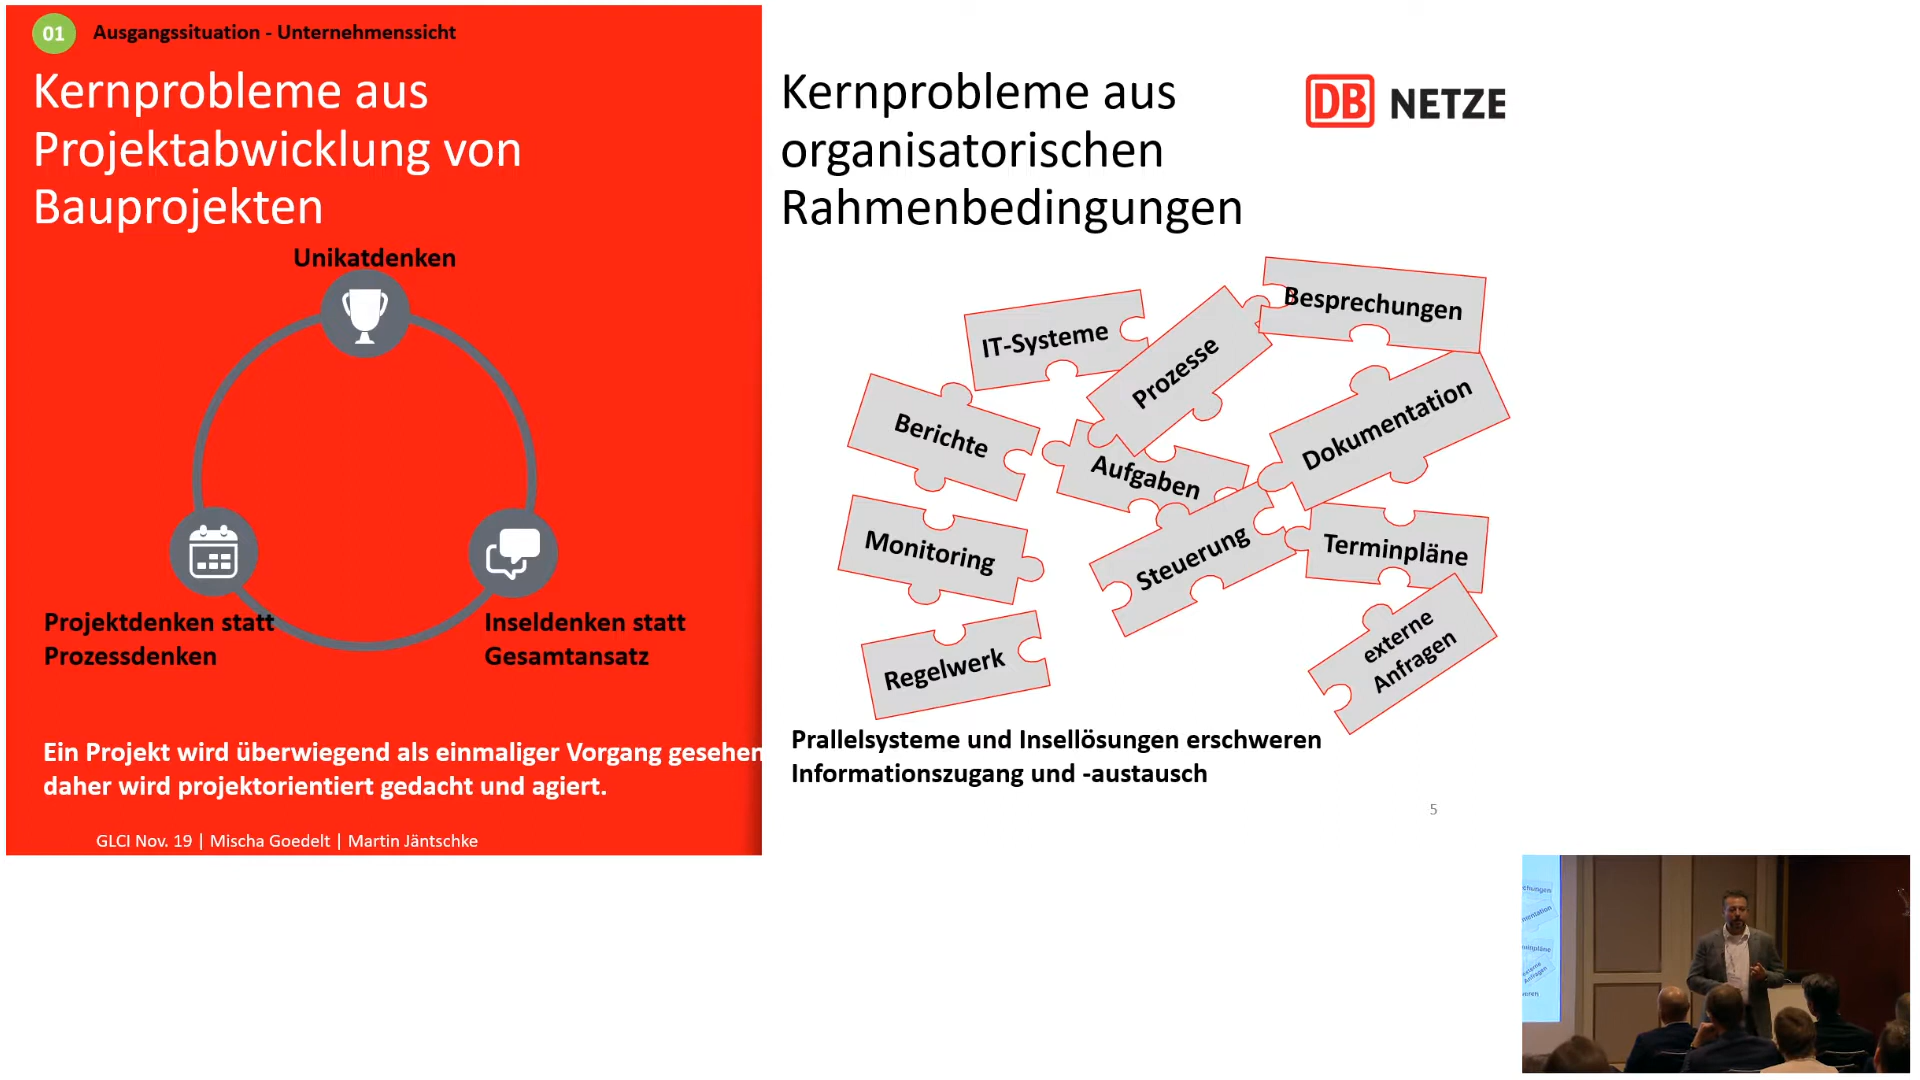 01 Ausgangssituation - Unternehmenssicht
Kernprobleme aus
Projektabwicklung von
Bauprojekten
Unikatdenken
Projektdenken statt
Prozessdenken
Inseldenken statt
Gesamtansatz
Ein Projekt wird überwiegend als einmaliger Vorgang gesehen
daher wird projektorientiert gedacht und agiert.
GLCI Nov. 19 | Mischa Goedelt | Martin Jäntschke
Kernprobleme aus
organisatorischen
Rahmenbedingungen
DB NETZE
Besprechungen
IT-Systeme
Prozesse
Berichte
Aufgaben
Dokumentation
Monitoring
Steuerung
Terminpläne
Regelwerk
externe
Anfragen
Prallelsysteme und Insellösungen erschweren
Informationszugang und -austausch
5